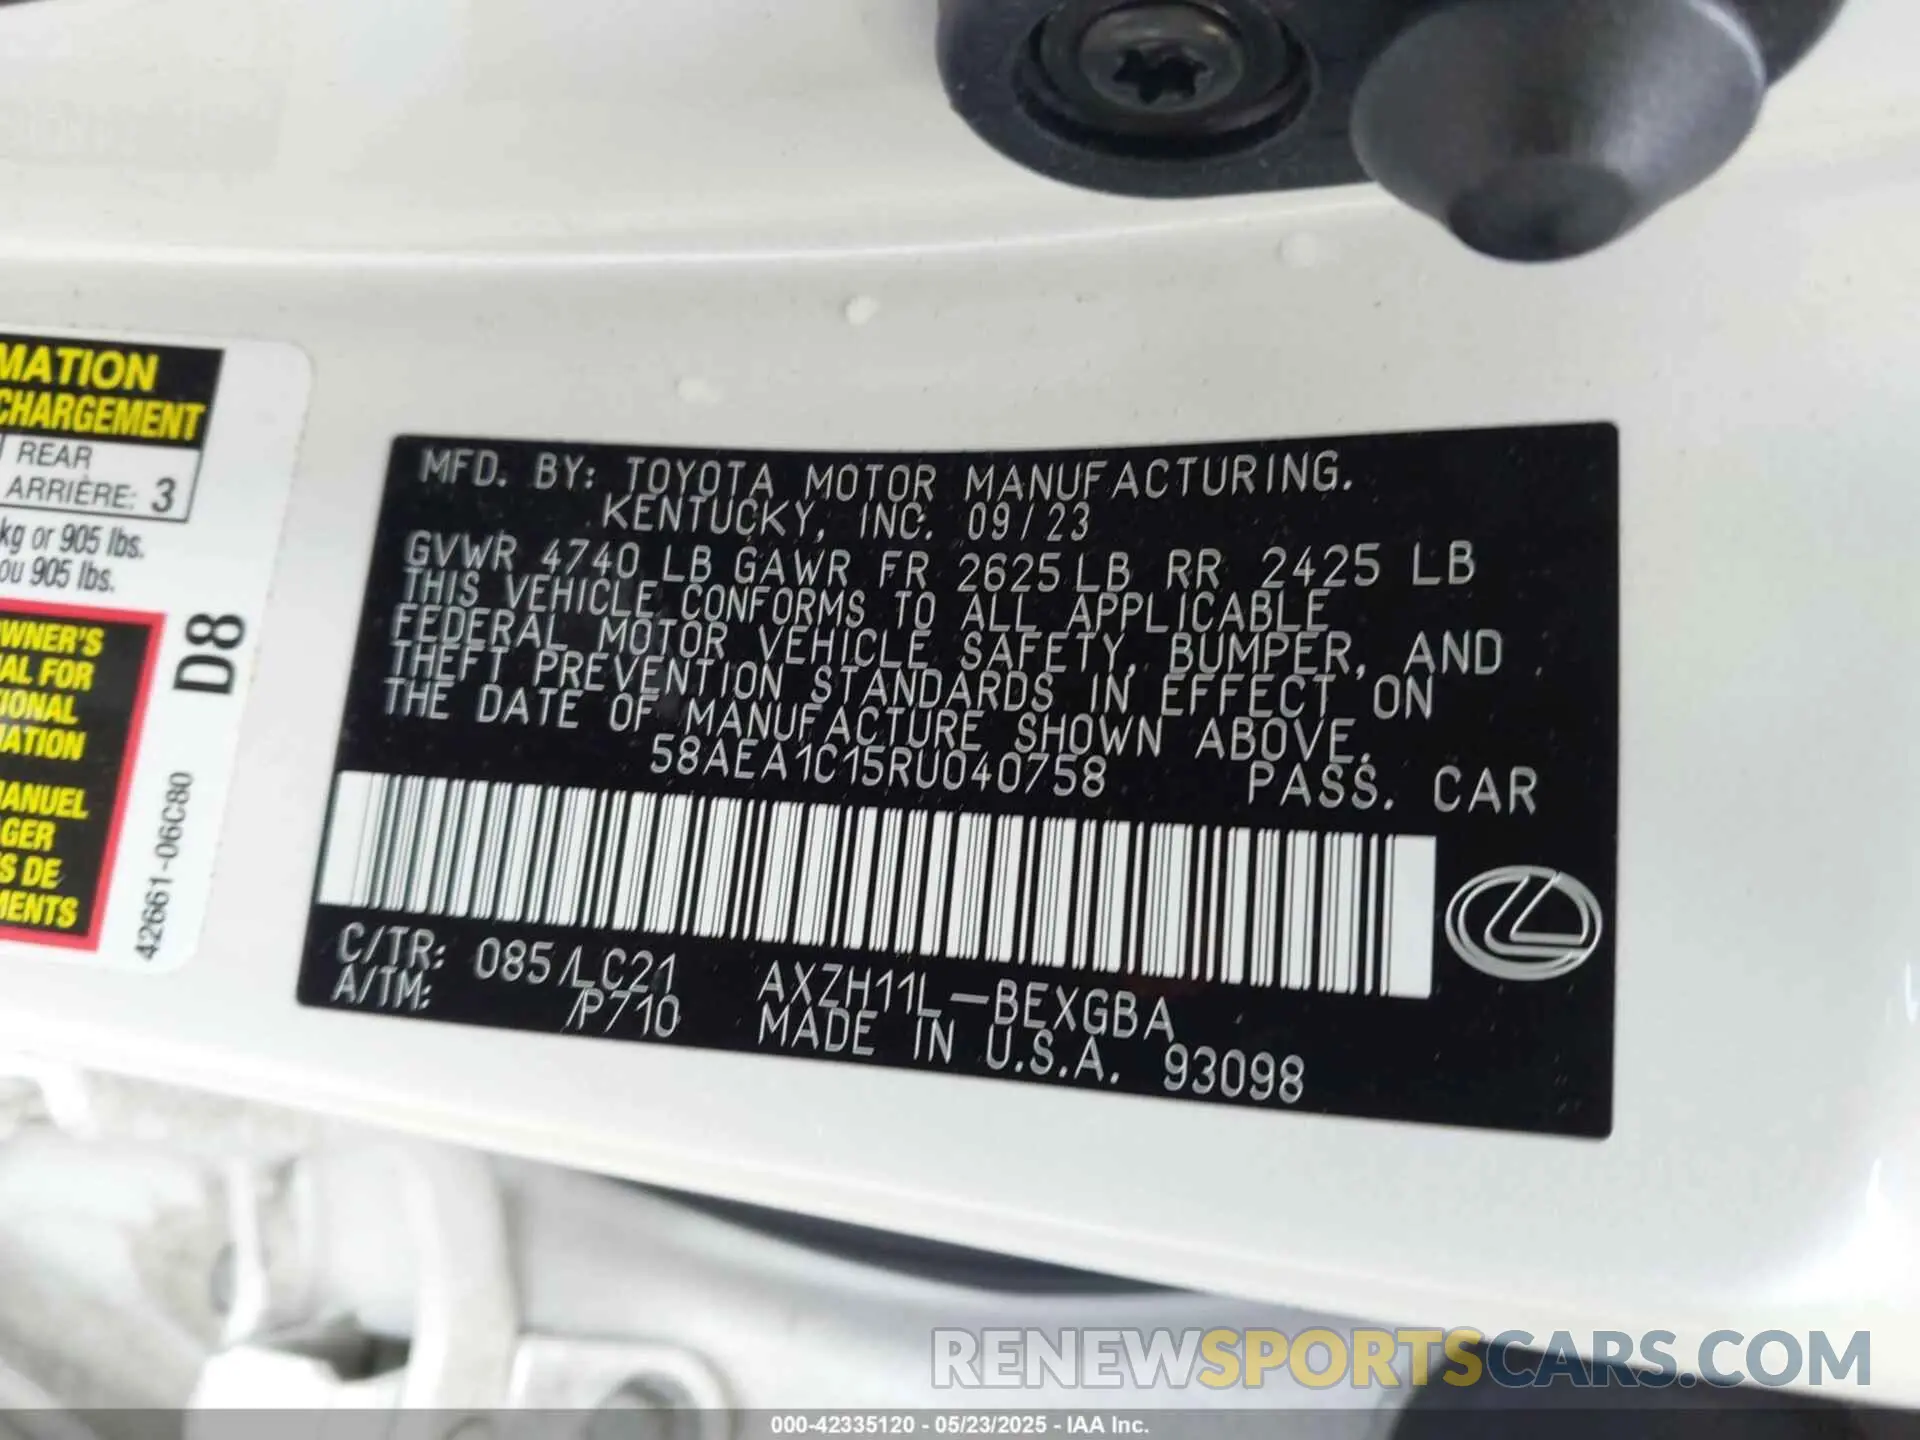 MATION
CHARGEMENT
REAR
ARRIÈRE: 3
kg or 905 lbs.
ou 905 lbs.
OWNER'S
AL FOR
IONAL
MATION
MANUEL
GER
S DE
MENTS
D8
42661-06C80
MFD. BY: TOYOTA MOTOR MANUFACTURING.
KENTUCKY, INC. 09/23
GVWR 4740 LB GAWR FR 2625 LB RR 2425 LB
THIS VEHICLE CONFORMS TO ALL APPLICABLE
FEDERAL MOTOR VEHICLE SAFETY, BUMPER, AND
THEFT PREVENTION STANDARDS IN EFFECT ON
THE DATE OF MANUFACTURE SHOWN ABOVE.
58AEA1C15RU040758 PASS. CAR
C/TR: 085/LC21 AXZH11L-BEXGBA
A/TM: /P710 MADE IN U.S.A. 93098
RENEWSPORTSCARS.COM
000-42335120 - 05/23/2025 - IAA Inc.